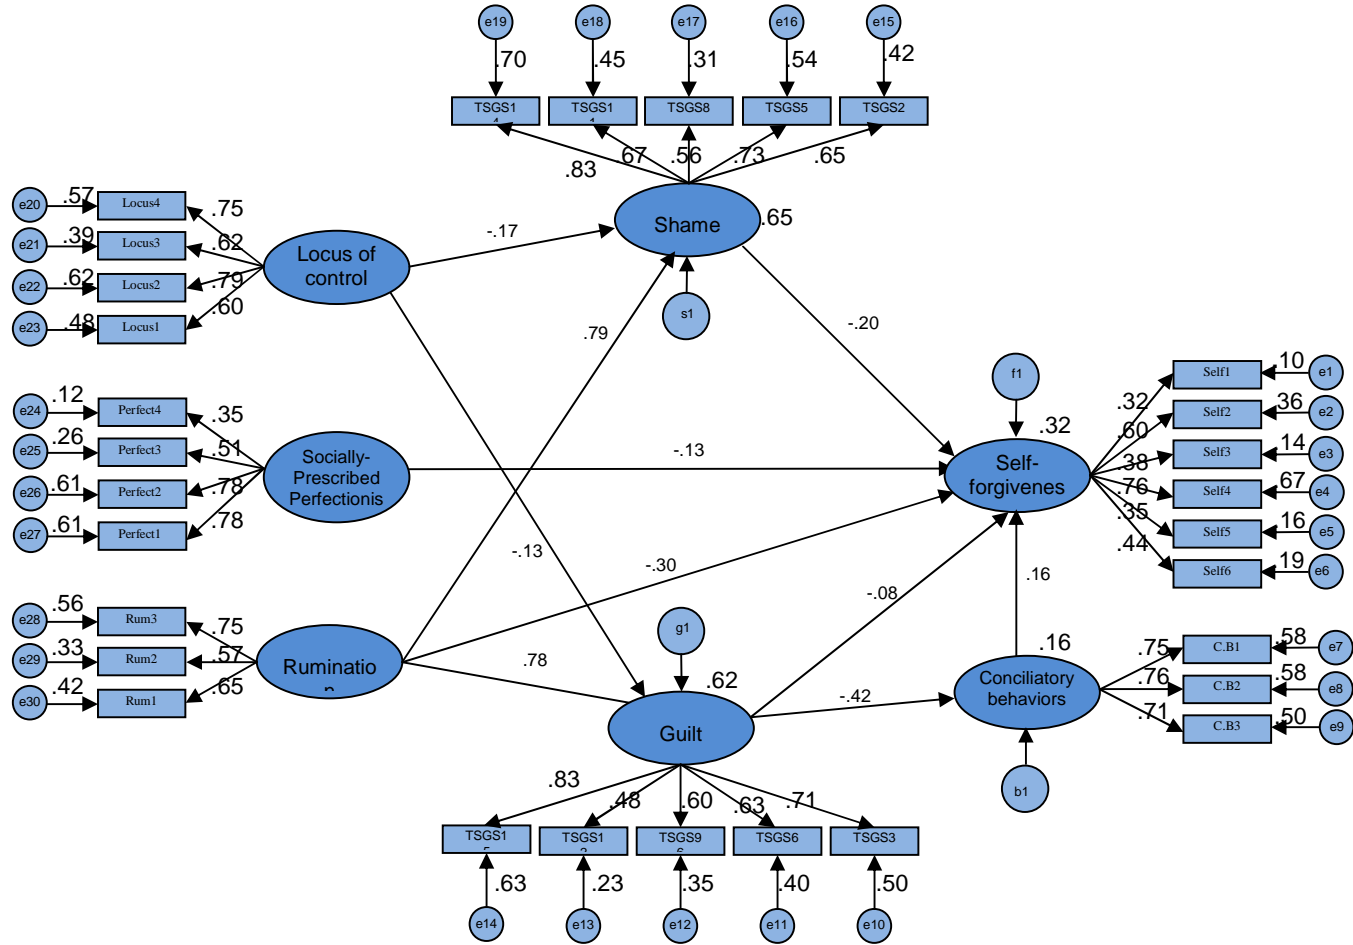 e19 e18 e17 e16 e15
.70 .45 .31 .54 .42
TSGS1 TSGS1 TSGS8 TSGS5 TSGS2
.83 .67 .56 .73 .65
Shame .65
s1
e20 .57 Locus4 .75
e21 .39 Locus3 .62
e22 .62 Locus2 .79
e23 .48 Locus1 .60
Locus of
control
-.17
.79
-.20
-.13
e24 .12 Perfect4 .35
e25 .26 Perfect3 .51
e26 .61 Perfect2 .78
e27 .61 Perfect1 .78
Socially-
Prescribed
Perfectionis
-.13
e28 .56 Rum3 .75
e29 .33 Rum2 .57
e30 .42 Rum1 .65
Ruminatio
-.30
.78
f1
.32
Self-
forgivenes
.32 Self1 .10 e1
.60 Self2 .36 e2
.38 Self3 .14 e3
.76 Self4 .67 e4
.35 Self5 .16 e5
.44 Self6 .19 e6
-.08
.16
g1
.62
Guilt
-.42
.16
Conciliatory
behaviors
b1
.75 C.B1 .58 e7
.76 C.B2 .58 e8
.71 C.B3 .50 e9
.83 .48 .60 .63 .71
TSGS1 TSGS1 TSGS9 TSGS6 TSGS3
.63 .23 .35 .40 .50
e14 e13 e12 e11 e10